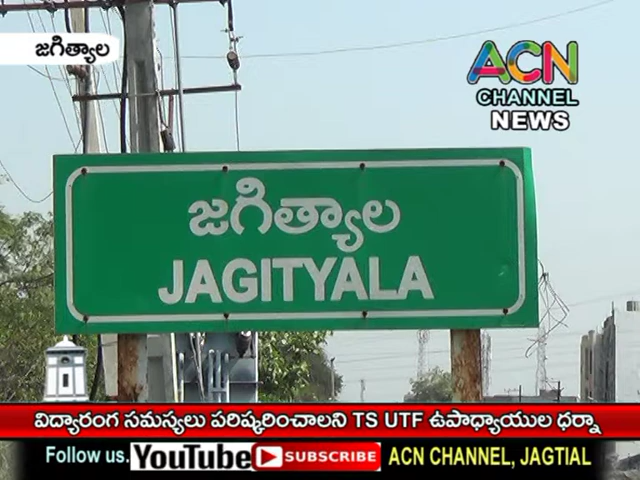 జగిత్యాల
ACN
CHANNEL
NEWS
జగిత్యాల
JAGITYALA
విద్యారంగ సమస్యలు పరిష్కరించాలని TS UTF ఉపాధ్యాయుల ధర్నా
Follow us. YouTube SUBSCRIBE ACN CHANNEL, JAGTIAL